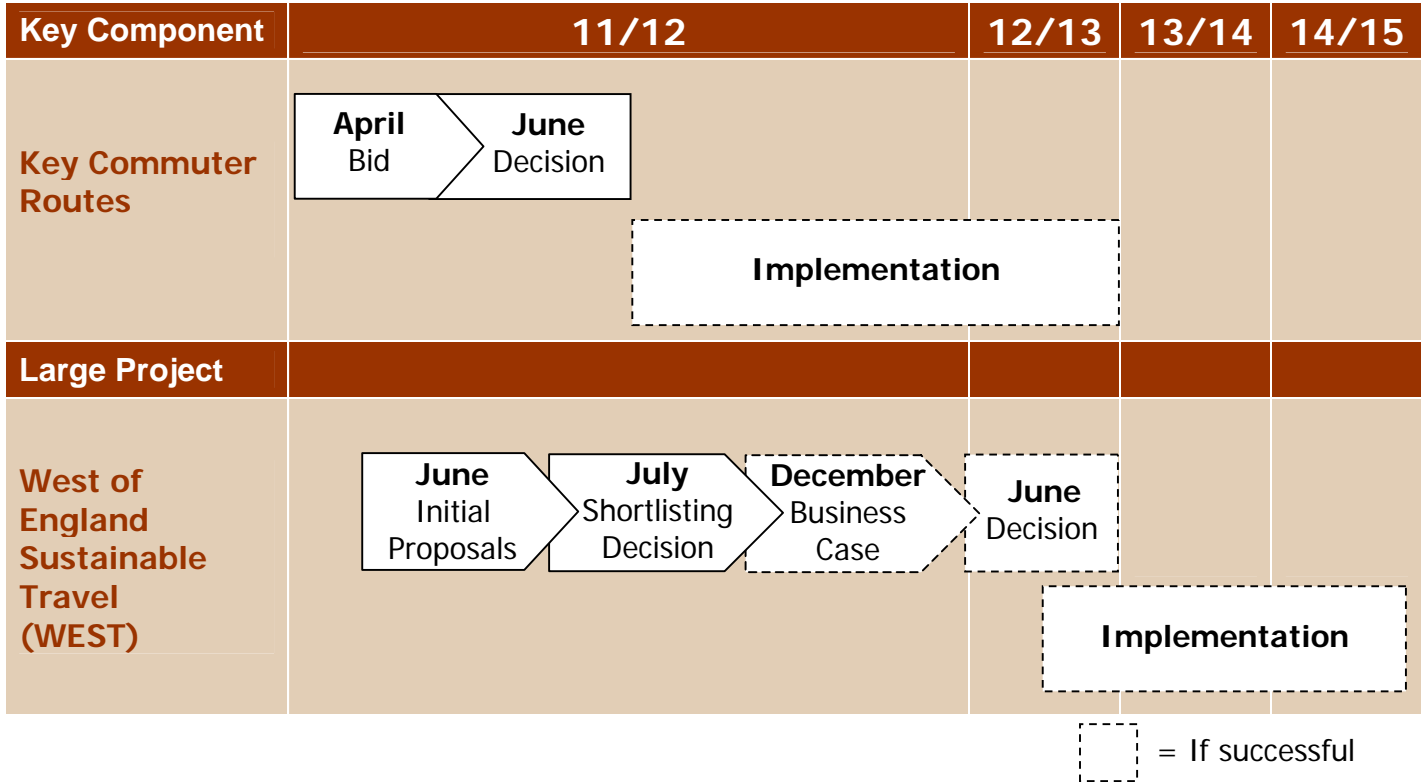 Key Component 11/12 12/13 13/14 14/15
Key Commuter
Routes
April
Bid
June
Decision
Implementation
Large Project
West of
England
Sustainable
Travel
(WEST)
June
Initial
Proposals
July
Shortlisting
Decision
December
Business
Case
June
Decision
Implementation
= If successful